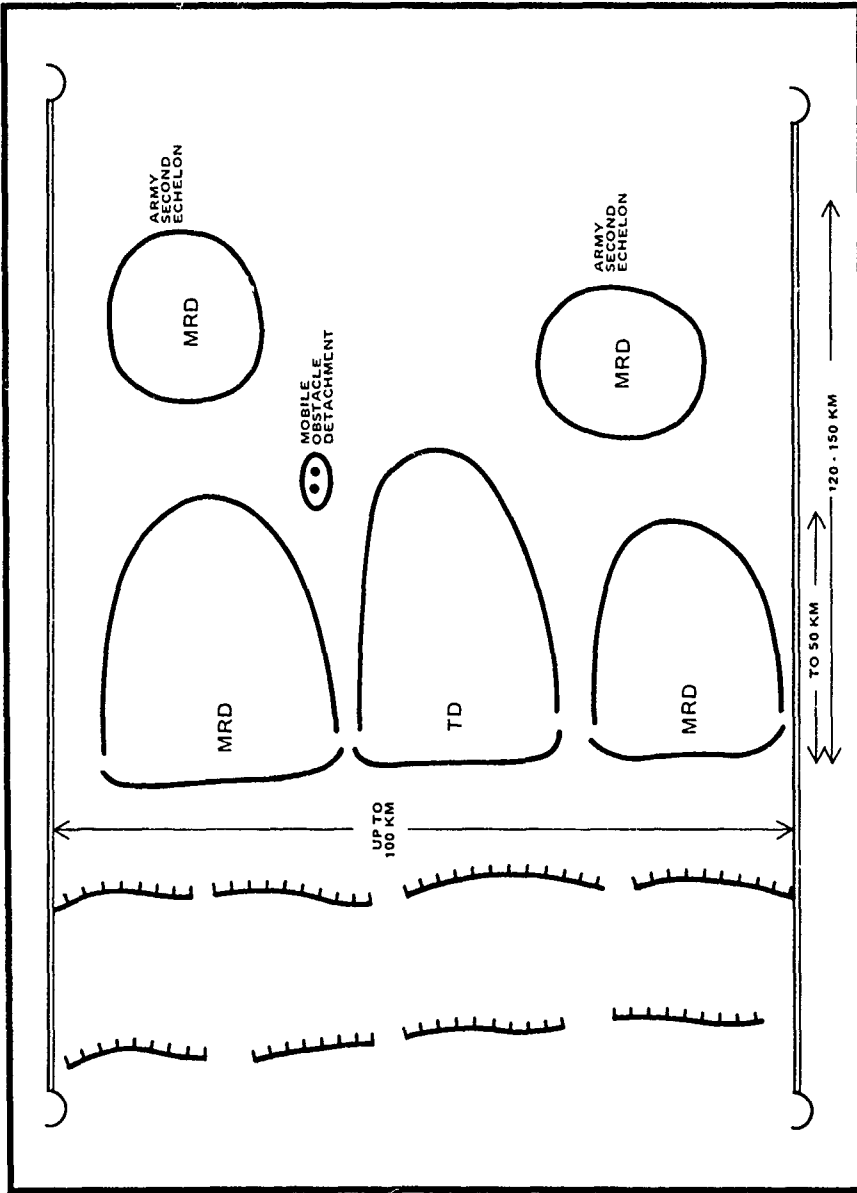 ARMY
SECOND
ECHELON
MRD
MOBILE
OBSTACLE
DETACHMENT
ARMY
SECOND
ECHELON
MRD
MRD
TD
MRD
UP TO
100 KM
TO 50 KM
120 - 150 KM